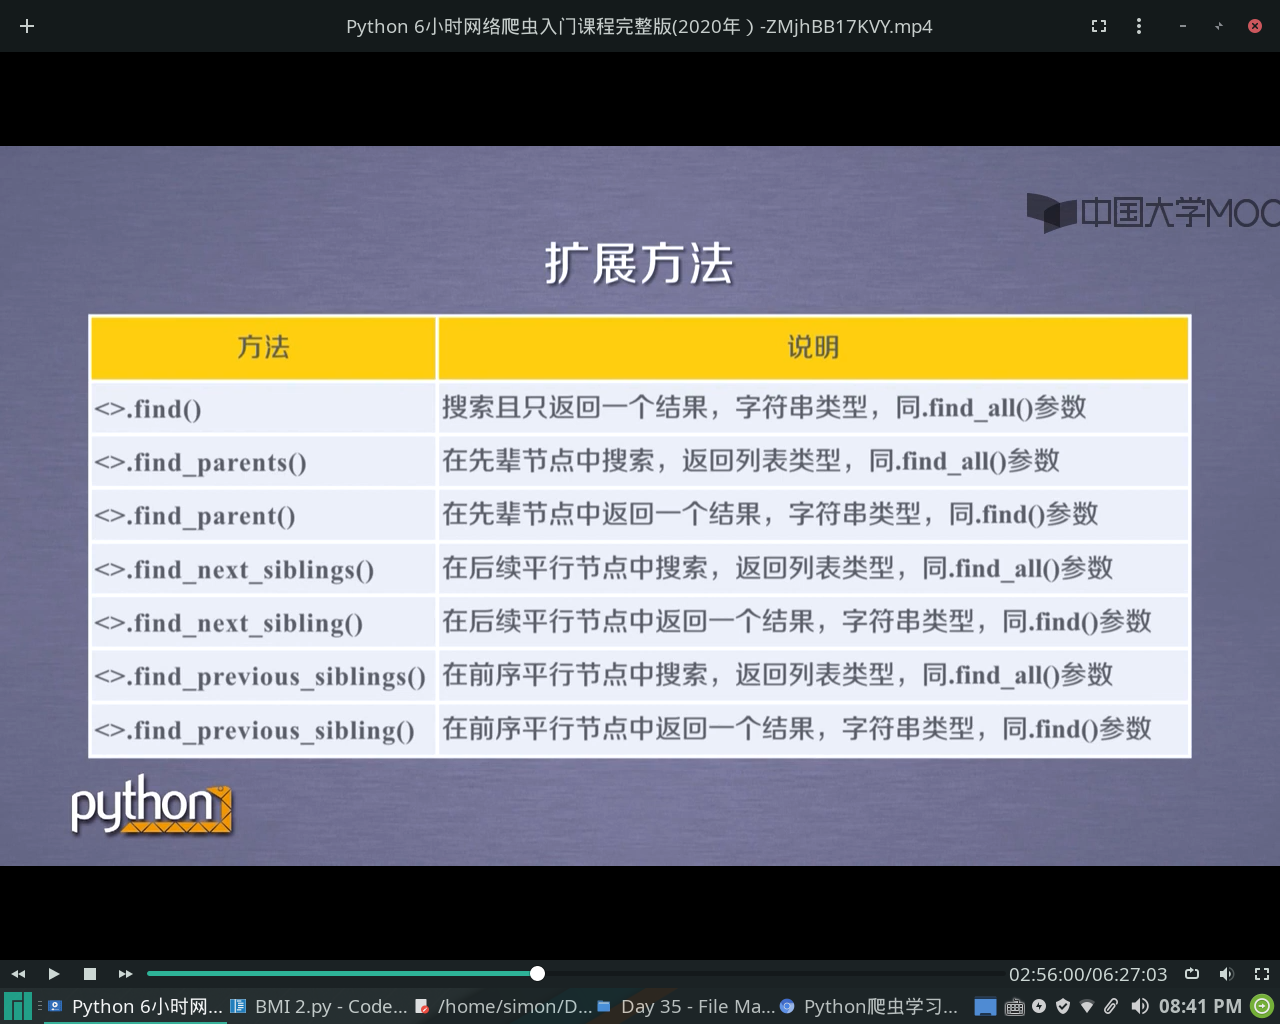 Python 6小时网络爬虫入门课程完整版(2020年）-ZMjhBB17KVY.mp4
中国大学MOO
扩展方法
方法 说明
<>.find() 搜索且只返回一个结果，字符串类型，同.find_all()参数
<>.find_parents() 在先辈节点中搜索，返回列表类型，同.find_all()参数
<>.find_parent() 在先辈节点中返回一个结果，字符串类型，同.find()参数
<>.find_next_siblings() 在后续平行节点中搜索，返回列表类型，同.find_all()参数
<>.find_next_sibling() 在后续平行节点中返回一个结果，字符串类型，同.find()参数
<>.find_previous_siblings() 在前序平行节点中搜索，返回列表类型，同.find_all()参数
<>.find_previous_sibling() 在前序平行节点中返回一个结果，字符串类型，同.find()参数
python
02:56:00/06:27:03
Python 6小时网... BMI 2.py - Code... /home/simon/D... Day 35 - File Ma... Python爬虫学习... 08:41 PM